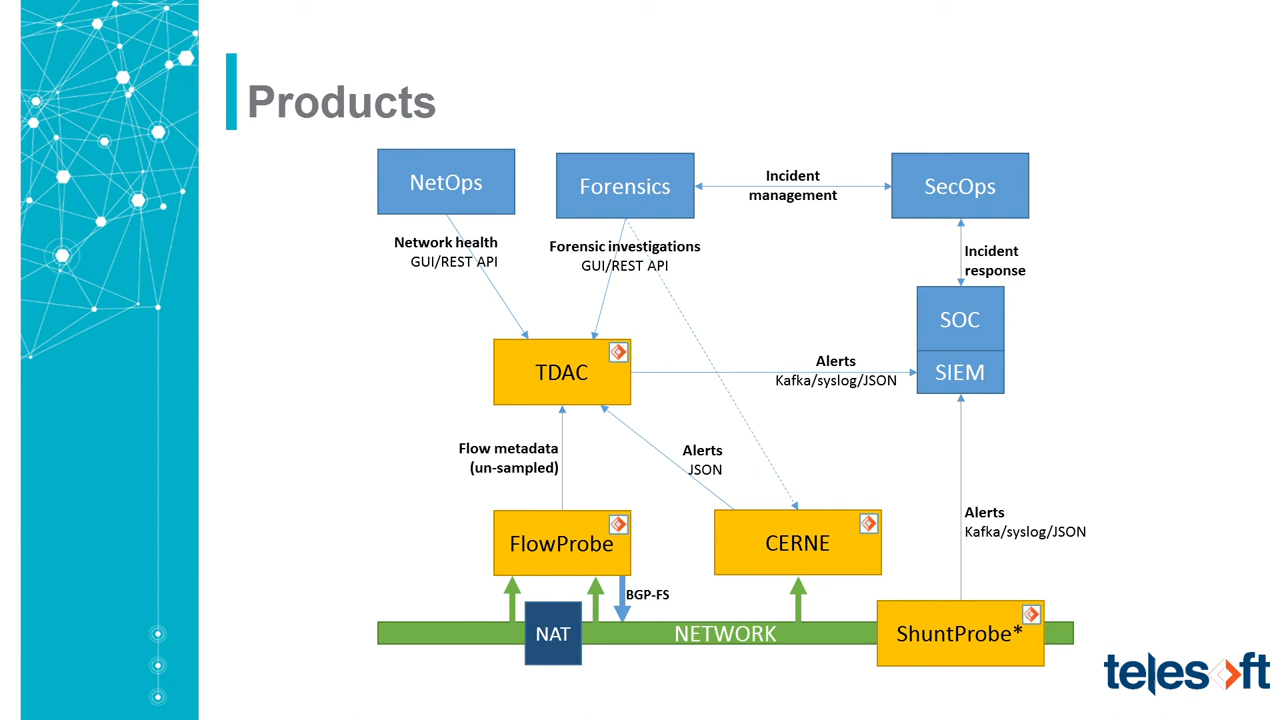 Products
NetOps
Forensics
Incident
management
SecOps
Network health
GUI/REST API
Forensic investigations
GUI/REST API
Incident
response
SOC
SIEM
TDAC
Alerts
Kafka/syslog/JSON
Flow metadata
(un-sampled)
Alerts
JSON
FlowProbe
CERNE
Alerts
Kafka/syslog/JSON
BGP-FS
NAT
NETWORK
ShuntProbe*
telesoft